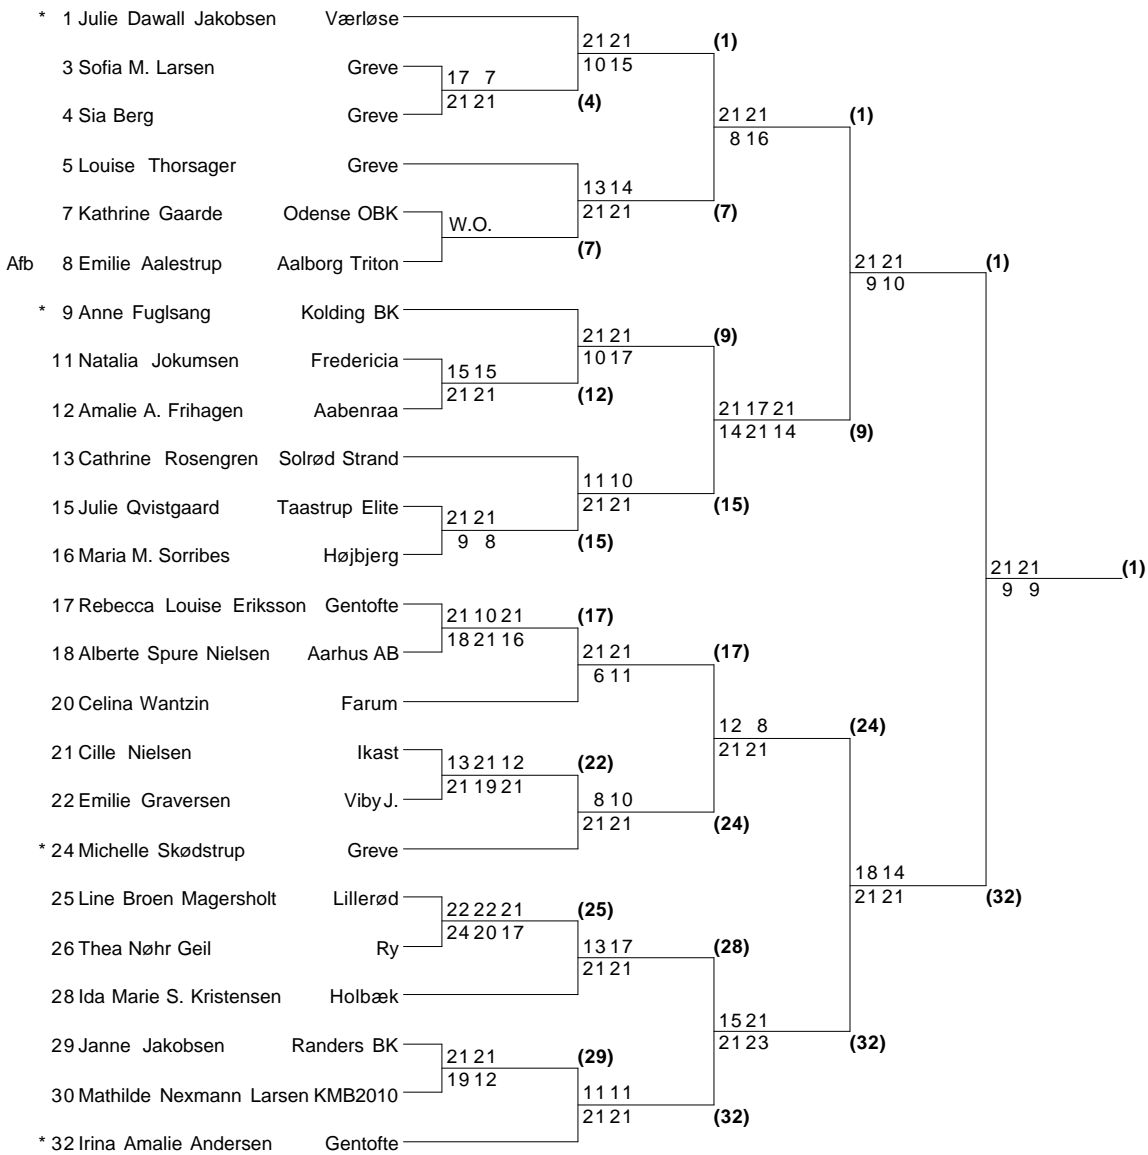 * 1 Julie Dawall Jakobsen Værløse
21 21 (1)
10 15
3 Sofia M. Larsen Greve
17 7
21 21 (4)
4 Sia Berg Greve
21 21 (1)
8 16
5 Louise Thorsager Greve
13 14
21 21 (7)
7 Kathrine Gaarde Odense OBK
W.O.
(7)
Afb 8 Emilie Aalestrup Aalborg Triton
21 21 (1)
9 10
* 9 Anne Fuglsang Kolding BK
21 21 (9)
10 17
11 Natalia Jokumsen Fredericia
15 15
21 21 (12)
12 Amalie A. Frihagen Aabenraa
21 17 21
14 21 14 (9)
13 Cathrine Rosengren Solrød Strand
11 10
21 21 (15)
15 Julie Qvistgaard Taastrup Elite
21 21
9 8 (15)
16 Maria M. Sorribes Højbjerg
21 21 (1)
9 9
17 Rebecca Louise Eriksson Gentofte
21 10 21 (17)
18 21 16
18 Alberte Spure Nielsen Aarhus AB
21 21 (17)
6 11
20 Celina Wantzin Farum
12 8 (24)
21 21
21 Cille Nielsen Ikast
13 21 12 (22)
21 19 21
22 Emilie Graversen Viby J.
8 10
21 21 (24)
* 24 Michelle Skødstrup Greve
18 14
21 21 (32)
25 Line Broen Magersholt Lillerød
22 22 21 (25)
24 20 17
26 Thea Nøhr Geil Ry
13 17 (28)
21 21
28 Ida Marie S. Kristensen Holbæk
15 21
21 23 (32)
29 Janne Jakobsen Randers BK
21 21 (29)
19 12
30 Mathilde Nexmann Larsen KMB2010
11 11
21 21 (32)
* 32 Irina Amalie Andersen Gentofte